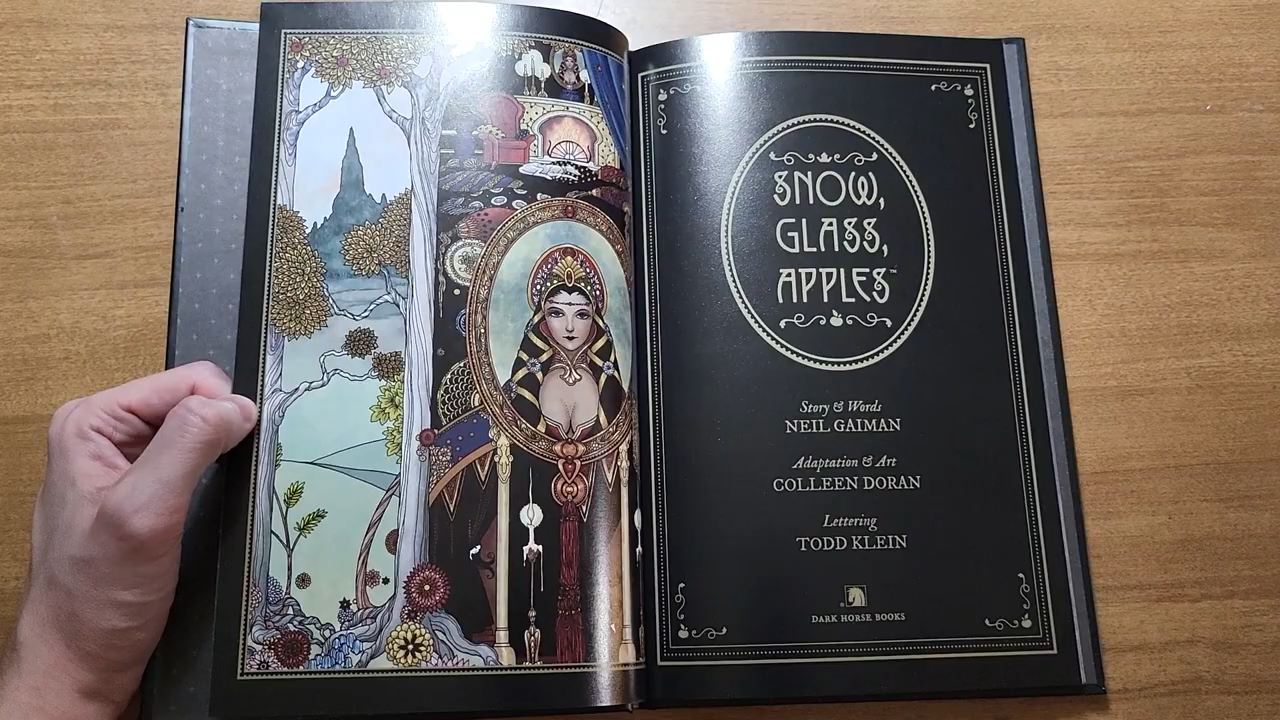 SNOW,
GLASS,
APPLES™
Story & Words
NEIL GAIMAN
Adaptation & Art
COLLEEN DORAN
Lettering
TODD KLEIN
DARK HORSE BOOKS